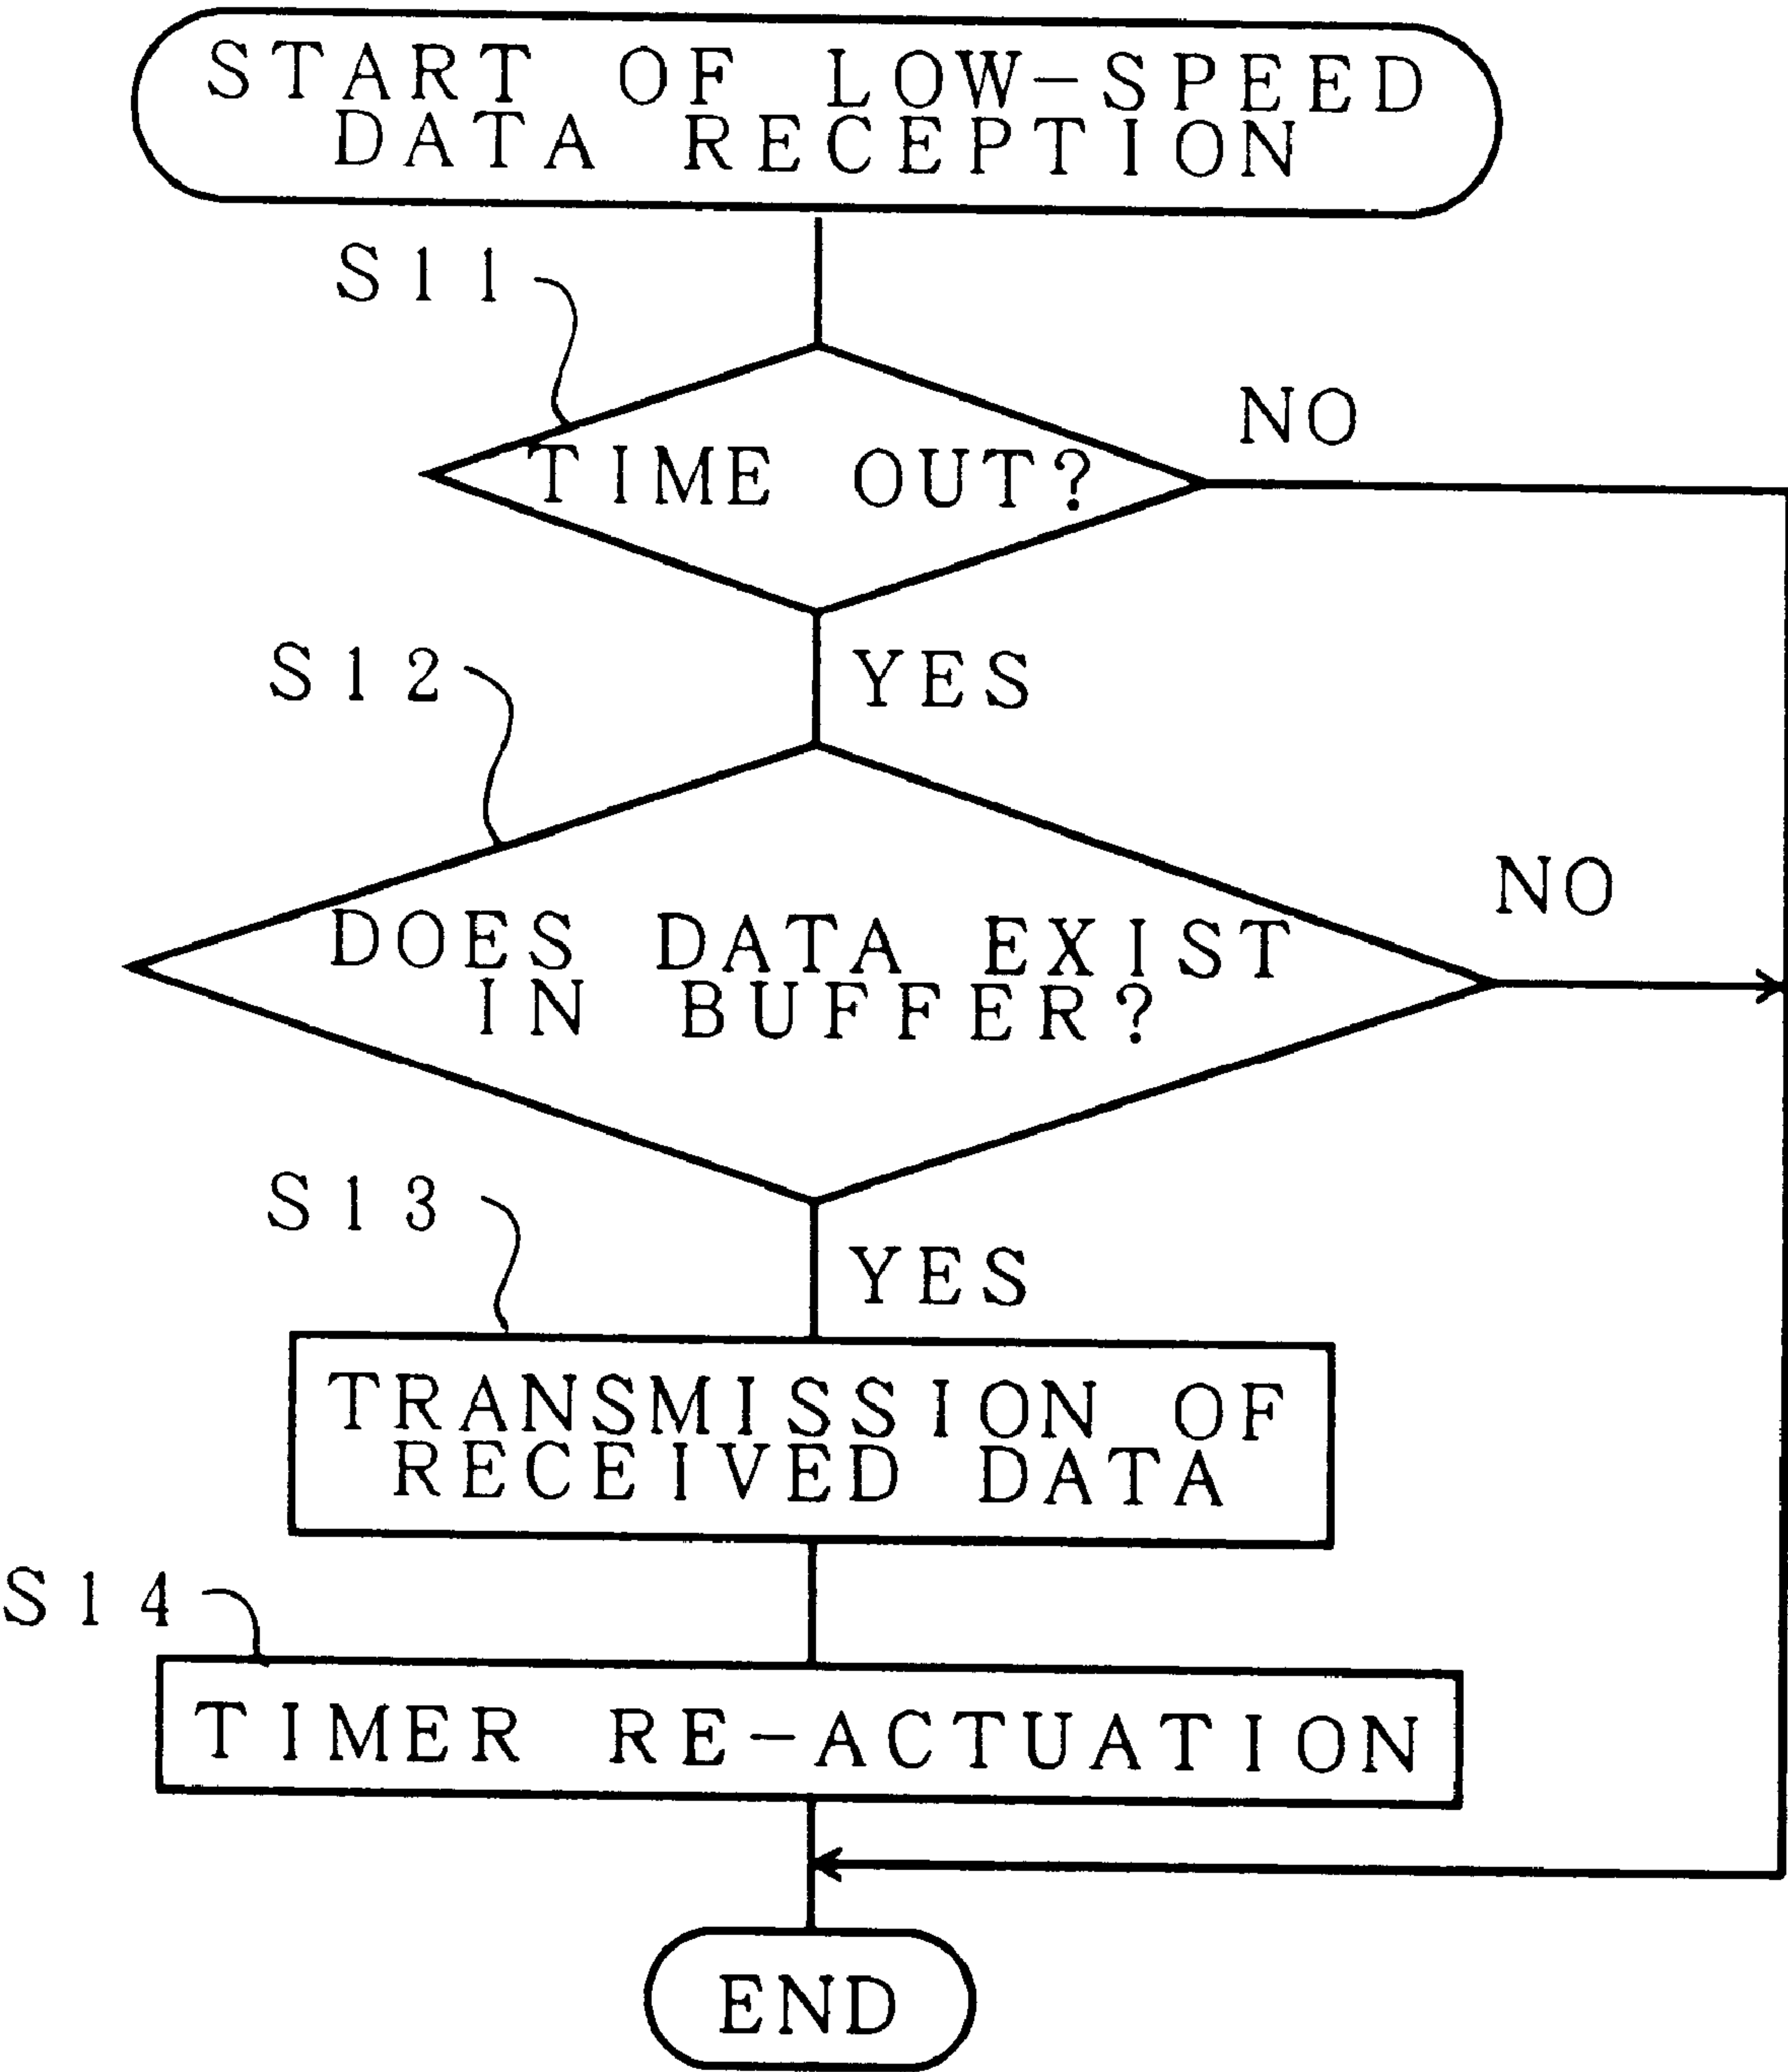 START OF LOW-SPEED
DATA RECEPTION
S11
TIME OUT?
NO
YES
S12
DOES DATA EXIST
IN BUFFER?
NO
YES
S13
TRANSMISSION OF
RECEIVED DATA
S14
TIMER RE-ACTUATION
END